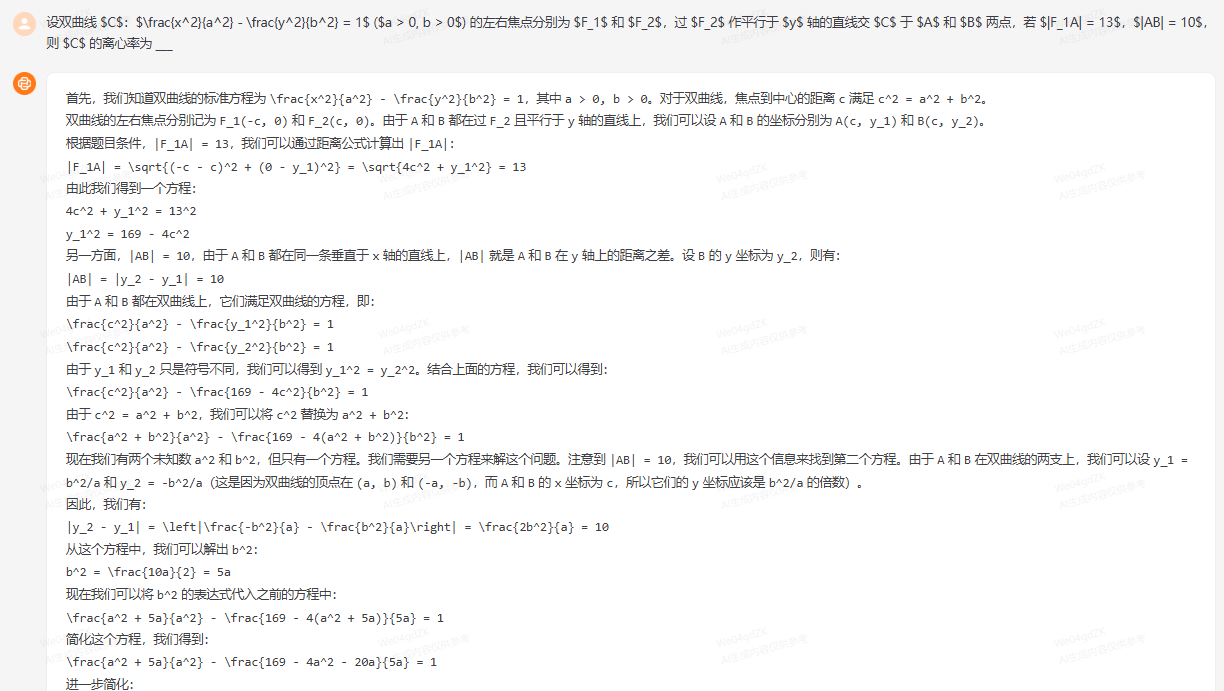 设双曲线 $C$：$\frac{x^2}{a^2} - \frac{y^2}{b^2} = 1$ ($a > 0, b > 0$) 的左右焦点分别为 $F_1$ 和 $F_2$，过 $F_2$ 作平行于 $y$ 轴的直线交 $C$ 于 $A$ 和 $B$ 两点，若 $|F_1A| = 13$，$|AB| = 10$，
则 $C$ 的离心率为 ___
首先，我们知道双曲线的标准方程为 \frac{x^2}{a^2} - \frac{y^2}{b^2} = 1，其中 a > 0, b > 0。对于双曲线，焦点到中心的距离 c 满足 c^2 = a^2 + b^2。
双曲线的左右焦点分别记为 F_1(-c, 0) 和 F_2(c, 0)。由于 A 和 B 都在过 F_2 且平行于 y 轴的直线上，我们可以设 A 和 B 的坐标分别为 A(c, y_1) 和 B(c, y_2)。
根据题目条件，|F_1A| = 13，我们可以通过距离公式计算出 |F_1A|：
|F_1A| = \sqrt{(-c - c)^2 + (0 - y_1)^2} = \sqrt{4c^2 + y_1^2} = 13
由此我们得到一个方程：
4c^2 + y_1^2 = 13^2
y_1^2 = 169 - 4c^2
另一方面，|AB| = 10，由于 A 和 B 都在同一条垂直于 x 轴的直线上，|AB| 就是 A 和 B 在 y 轴上的距离之差。设 B 的 y 坐标为 y_2，则有：
|AB| = |y_2 - y_1| = 10
由于 A 和 B 都在双曲线上，它们满足双曲线的方程，即：
\frac{c^2}{a^2} - \frac{y_1^2}{b^2} = 1
\frac{c^2}{a^2} - \frac{y_2^2}{b^2} = 1
由于 y_1 和 y_2 只是符号不同，我们可以得到 y_1^2 = y_2^2。结合上面的方程，我们可以得到：
\frac{c^2}{a^2} - \frac{169 - 4c^2}{b^2} = 1
由于 c^2 = a^2 + b^2，我们可以将 c^2 替换为 a^2 + b^2：
\frac{a^2 + b^2}{a^2} - \frac{169 - 4(a^2 + b^2)}{b^2} = 1
现在我们有两个未知数 a^2 和 b^2，但只有一个方程。我们需要另一个方程来解这个问题。注意到 |AB| = 10，我们可以用这个信息来找到第二个方程。由于 A 和 B 在双曲线的两支上，我们可以设 y_1 =
b^2/a 和 y_2 = -b^2/a（这是因为双曲线的顶点在 (a, b) 和 (-a, -b)，而 A 和 B 的 x 坐标为 c，所以它们的 y 坐标应该是 b^2/a 的倍数）。
因此，我们有：
|y_2 - y_1| = \left|\frac{-b^2}{a} - \frac{b^2}{a}\right| = \frac{2b^2}{a} = 10
从这个方程中，我们可以解出 b^2：
b^2 = \frac{10a}{2} = 5a
现在我们可以将 b^2 的表达式代入之前的方程中：
\frac{a^2 + 5a}{a^2} - \frac{169 - 4(a^2 + 5a)}{5a} = 1
简化这个方程，我们得到：
\frac{a^2 + 5a}{a^2} - \frac{169 - 4a^2 - 20a}{5a} = 1
进一步简化：